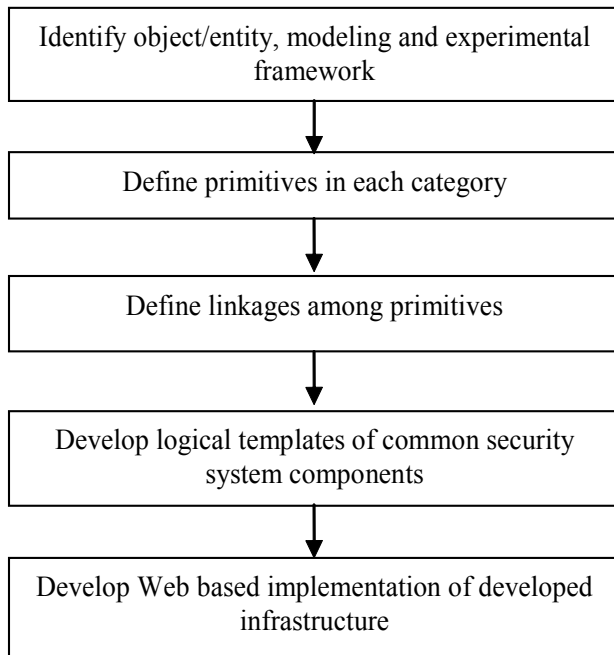 Identify object/entity, modeling and experimental
framework
Define primitives in each category
Define linkages among primitives
Develop logical templates of common security
system components
Develop Web based implementation of developed
infrastructure